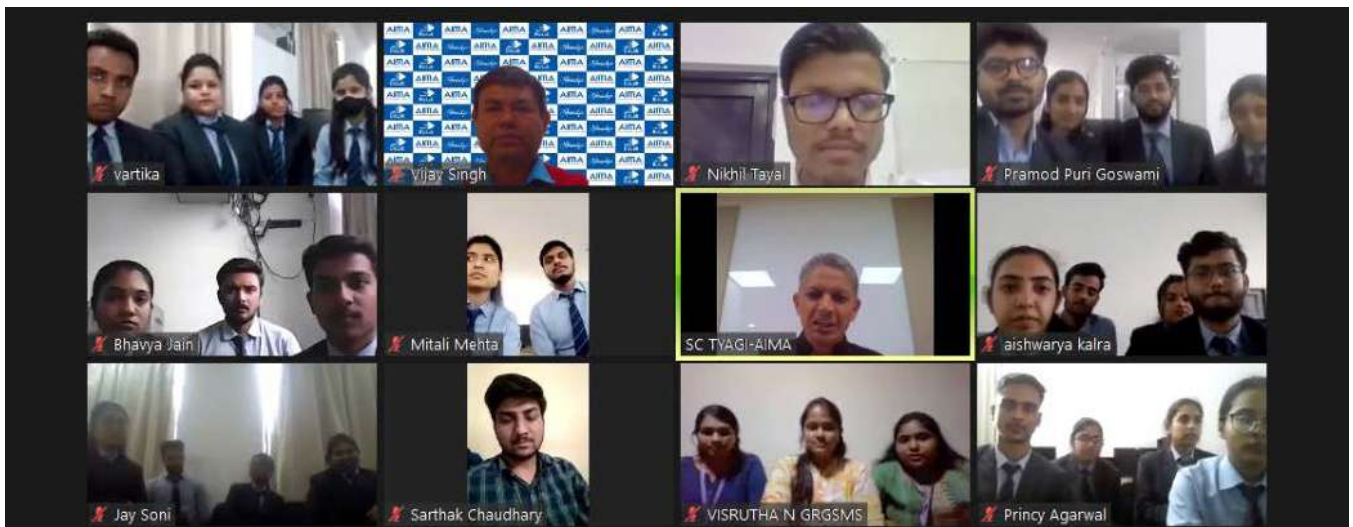 vartika
Vijay Singh
Nikhil Tayal
Pramod Puri Goswami
Bhavya Jain
Mitali Mehta
SC TYAGI-AIMA
aishwarya kalra
Jay Soni
Sarthak Chaudhary
VISRUTHA N GRGSMS
Princy Agarwal
AIMA